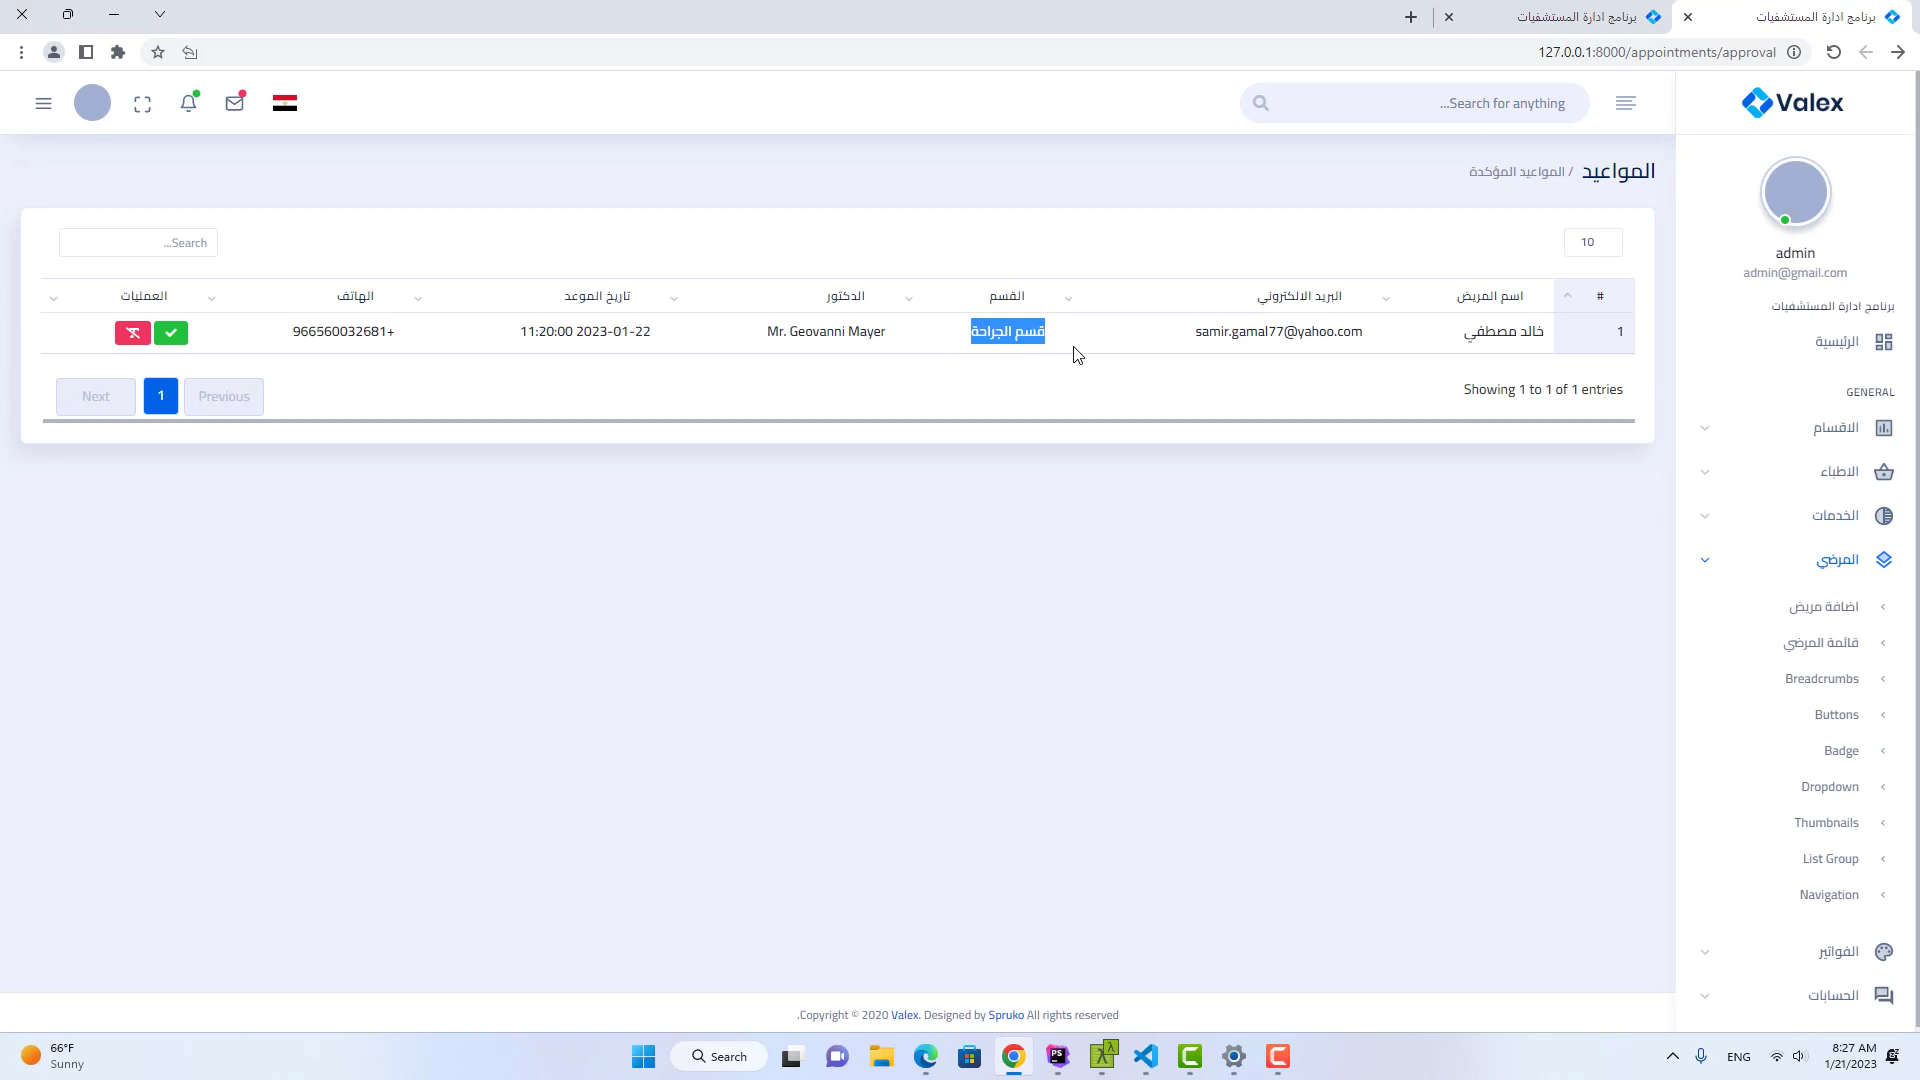 برنامج ادارة المستشفيات
برنامج ادارة المستشفيات
127.0.0.1:8000/appointments/approval
Valex
Search for anything...
admin
admin@gmail.com
برنامج ادارة المستشفيات
الرئيسية
GENERAL
الاقسام
الاطباء
الخدمات
المرضي
اضافة مريض
قائمة المرضي
Breadcrumbs
Buttons
Badge
Dropdown
Thumbnails
List Group
Navigation
الفواتير
الحسابات
المواعيد / المواعيد المؤكدة
10
Search...
# اسم المريض البريد الالكتروني القسم الدكتور تاريخ الموعد الهاتف العمليات
1 خالد مصطفي samir.gamal77@yahoo.com قسم الجراحة Mr. Geovanni Mayer 11:20:00 2023-01-22 966560032681+
Showing 1 to 1 of 1 entries
Previous 1 Next
.Copyright © 2020 Valex. Designed by Spruko All rights reserved
66°F
Sunny
Search
PS
ENG
8:27 AM
1/21/2023